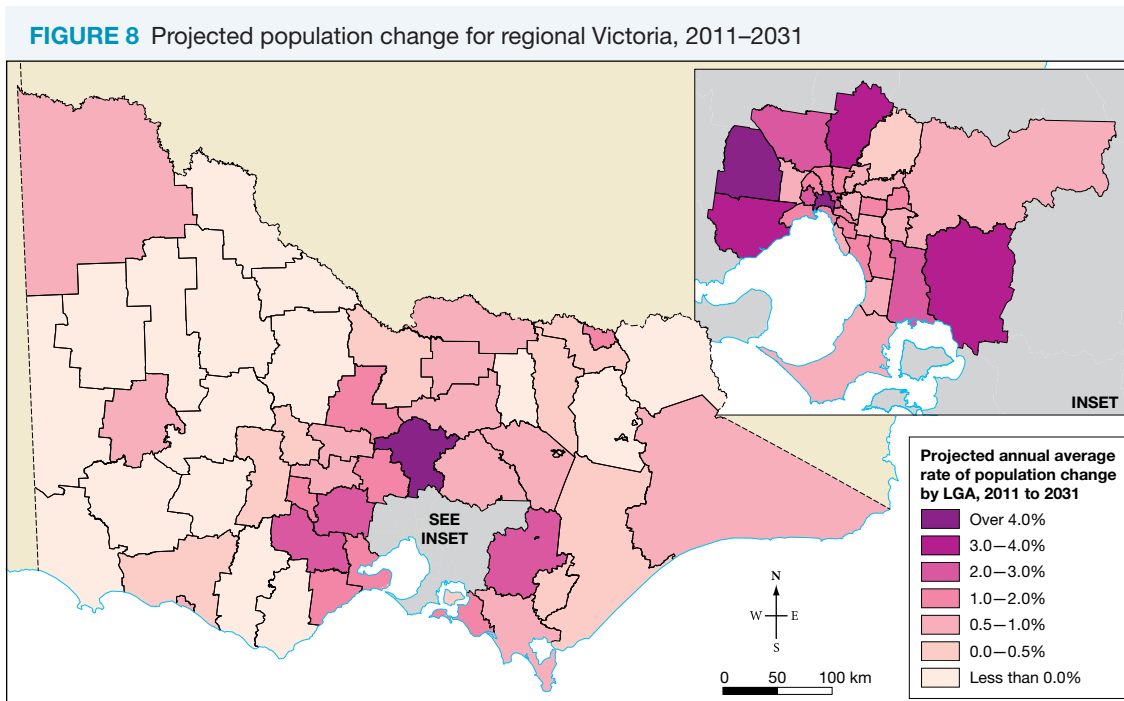 FIGURE 8 Projected population change for regional Victoria, 2011–2031
INSET
SEE
INSET
N
W E
S
0 50 100 km
Projected annual average
rate of population change
by LGA, 2011 to 2031
Over 4.0%
3.0—4.0%
2.0—3.0%
1.0—2.0%
0.5—1.0%
0.0—0.5%
Less than 0.0%